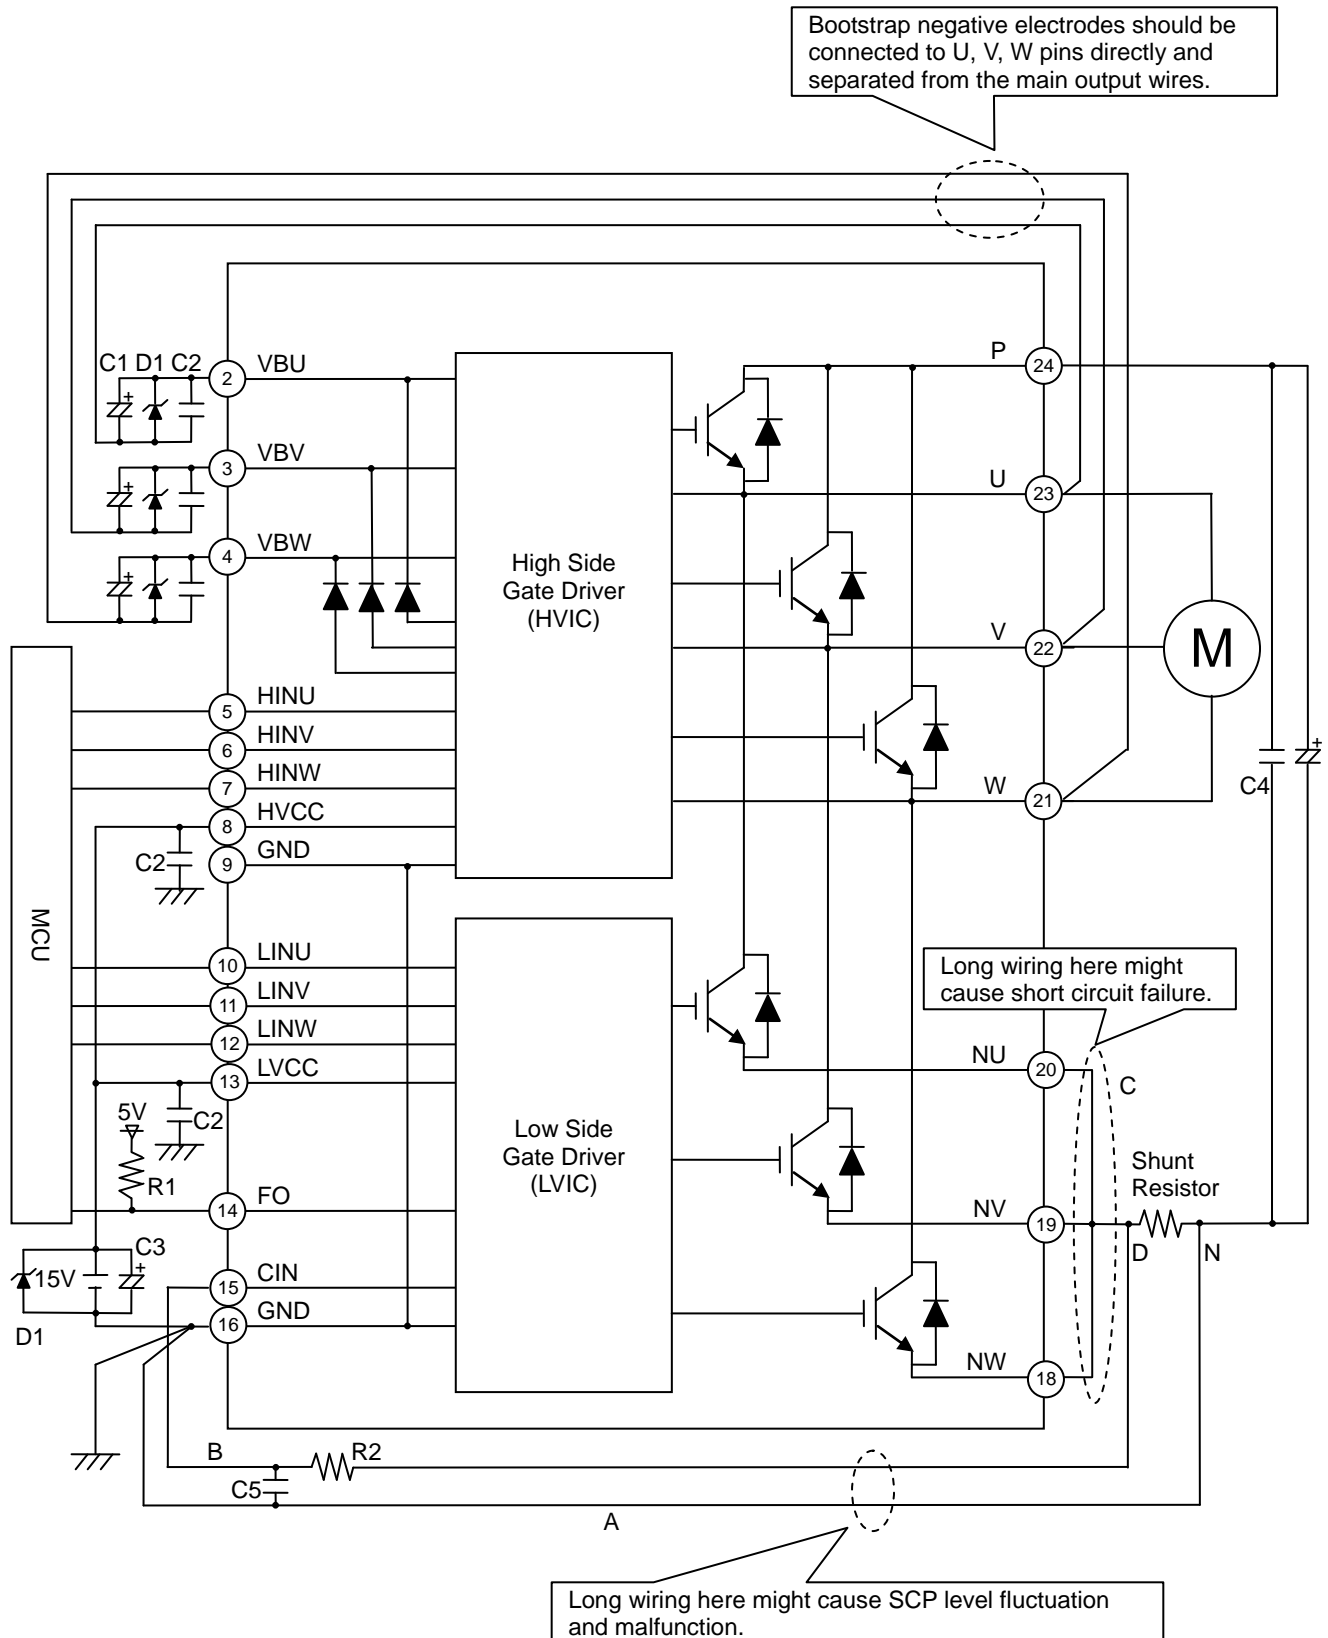 Bootstrap negative electrodes should be
connected to U, V, W pins directly and
separated from the main output wires.
C1 D1 C2
2
VBU
P
24
+
3
VBV
U
23
+
4
VBW
+
High Side
Gate Driver
(HVIC)
V
22
M
MCU
5
HINU
6
HINV
7
HINW
W
21
C4
+
8
HVCC
C2
9
GND
10
LINU
Long wiring here might
cause short circuit failure.
11
LINV
12
LINW
13
LVCC
NU
20
C
5V
C2
R1
Low Side
Gate Driver
(LVIC)
Shunt
Resistor
14
FO
NV
19
D
N
C3
+
15V
D1
15
CIN
16
GND
NW
18
B
R2
C5
A
Long wiring here might cause SCP level fluctuation
and malfunction.